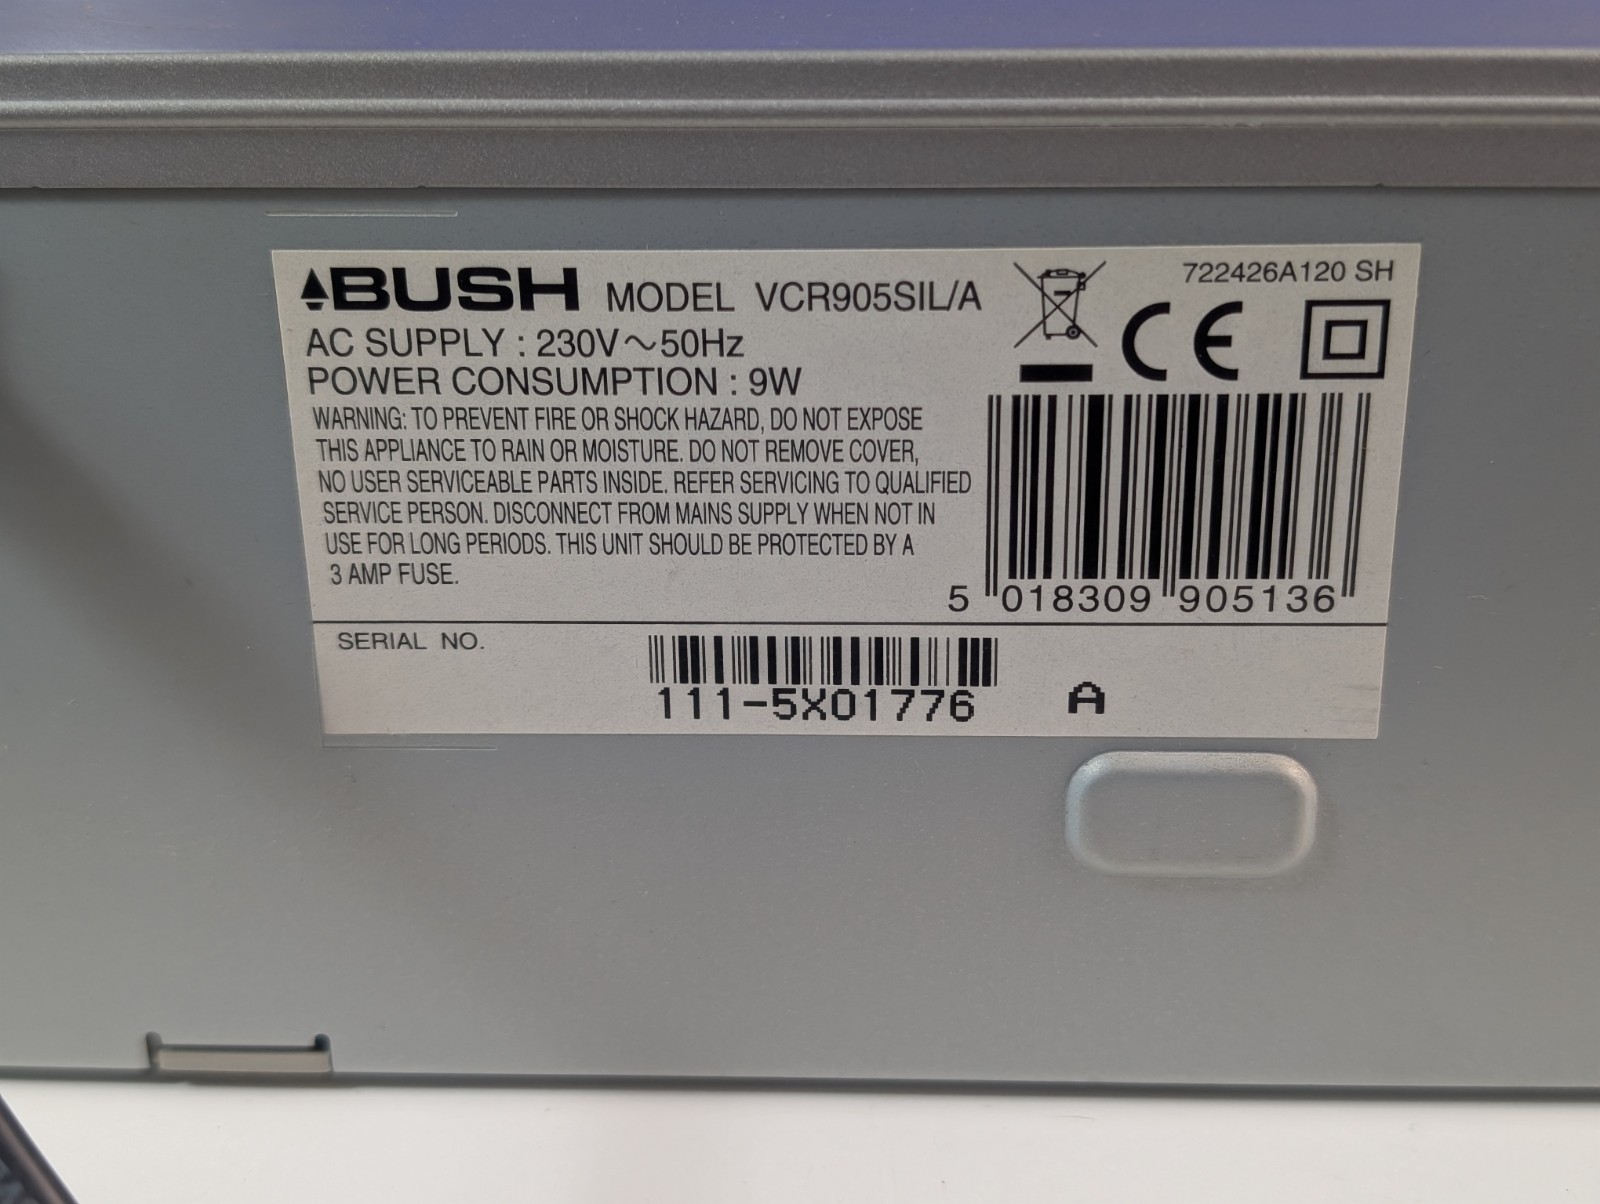 BUSH MODEL VCR905SIL/A
722426A120 SH
AC SUPPLY : 230V~50Hz
POWER CONSUMPTION : 9W
CE
WARNING: TO PREVENT FIRE OR SHOCK HAZARD, DO NOT EXPOSE
THIS APPLIANCE TO RAIN OR MOISTURE. DO NOT REMOVE COVER,
NO USER SERVICEABLE PARTS INSIDE. REFER SERVICING TO QUALIFIED
SERVICE PERSON. DISCONNECT FROM MAINS SUPPLY WHEN NOT IN
USE FOR LONG PERIODS. THIS UNIT SHOULD BE PROTECTED BY A
3 AMP FUSE.
5 018309 905136
SERIAL NO.
111-5X01776 A